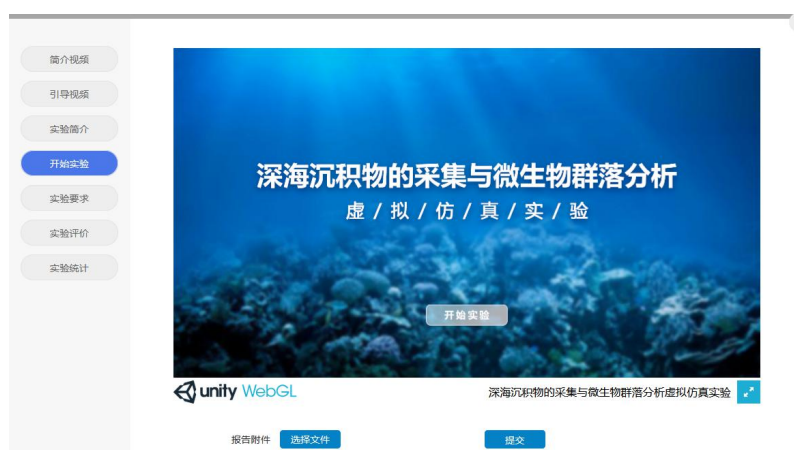 简介视频
引导视频
实验简介
开始实验
实验要求
实验评价
实验统计
深海沉积物的采集与微生物群落分析
虚/拟/仿/真/实/验
开始实验
unity WebGL
深海沉积物的采集与微生物群落分析虚拟仿真实验
报告附件 选择文件 提交